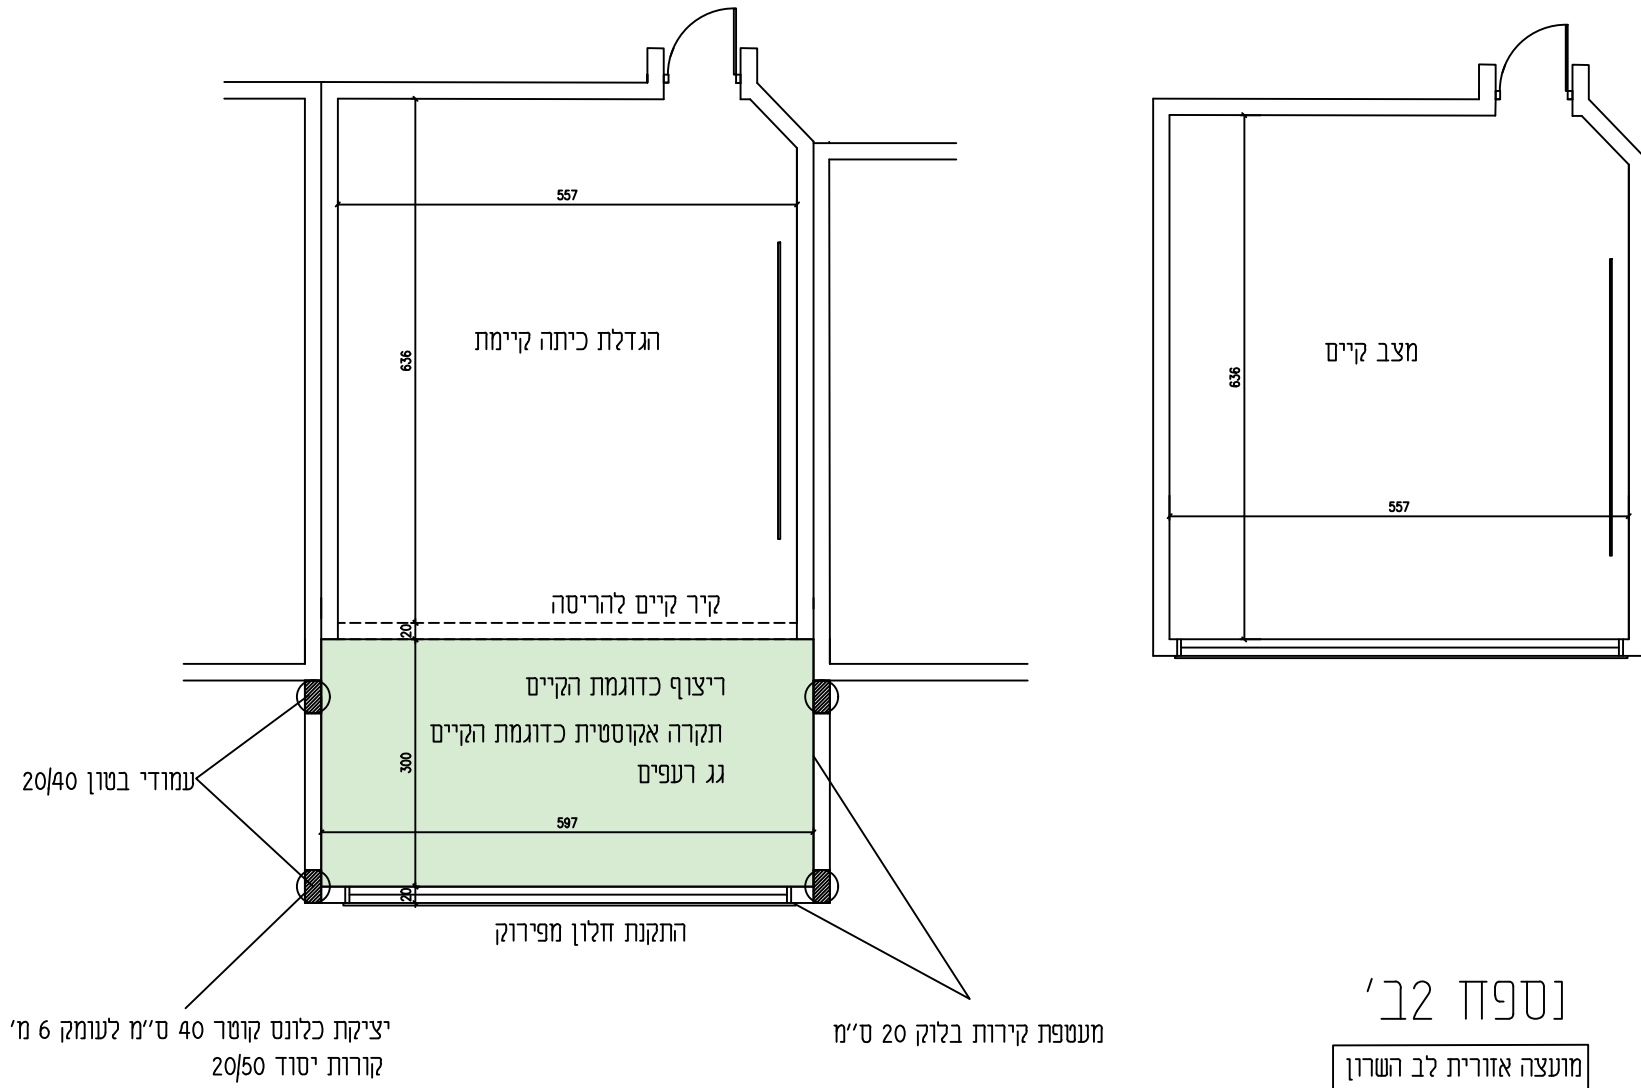 557
הגדלת כיתה קיימת
636
קיר קיים להריסה
20
ריצוף כדוגמת הקיים
תקרה אקוסטית כדוגמת הקיים
גג רעפים
300
597
20
התקנת חלון מפירוק
עמודי בטון 20/40
יציקת כלונס קוטר 40 ס''מ לעומק 6 מ'
קורות יסוד 20/50
מעטפת קירות בלוק 20 ס''מ
מצב קיים
636
557
נספח 2ב'
מועצה אזורית לב השרון